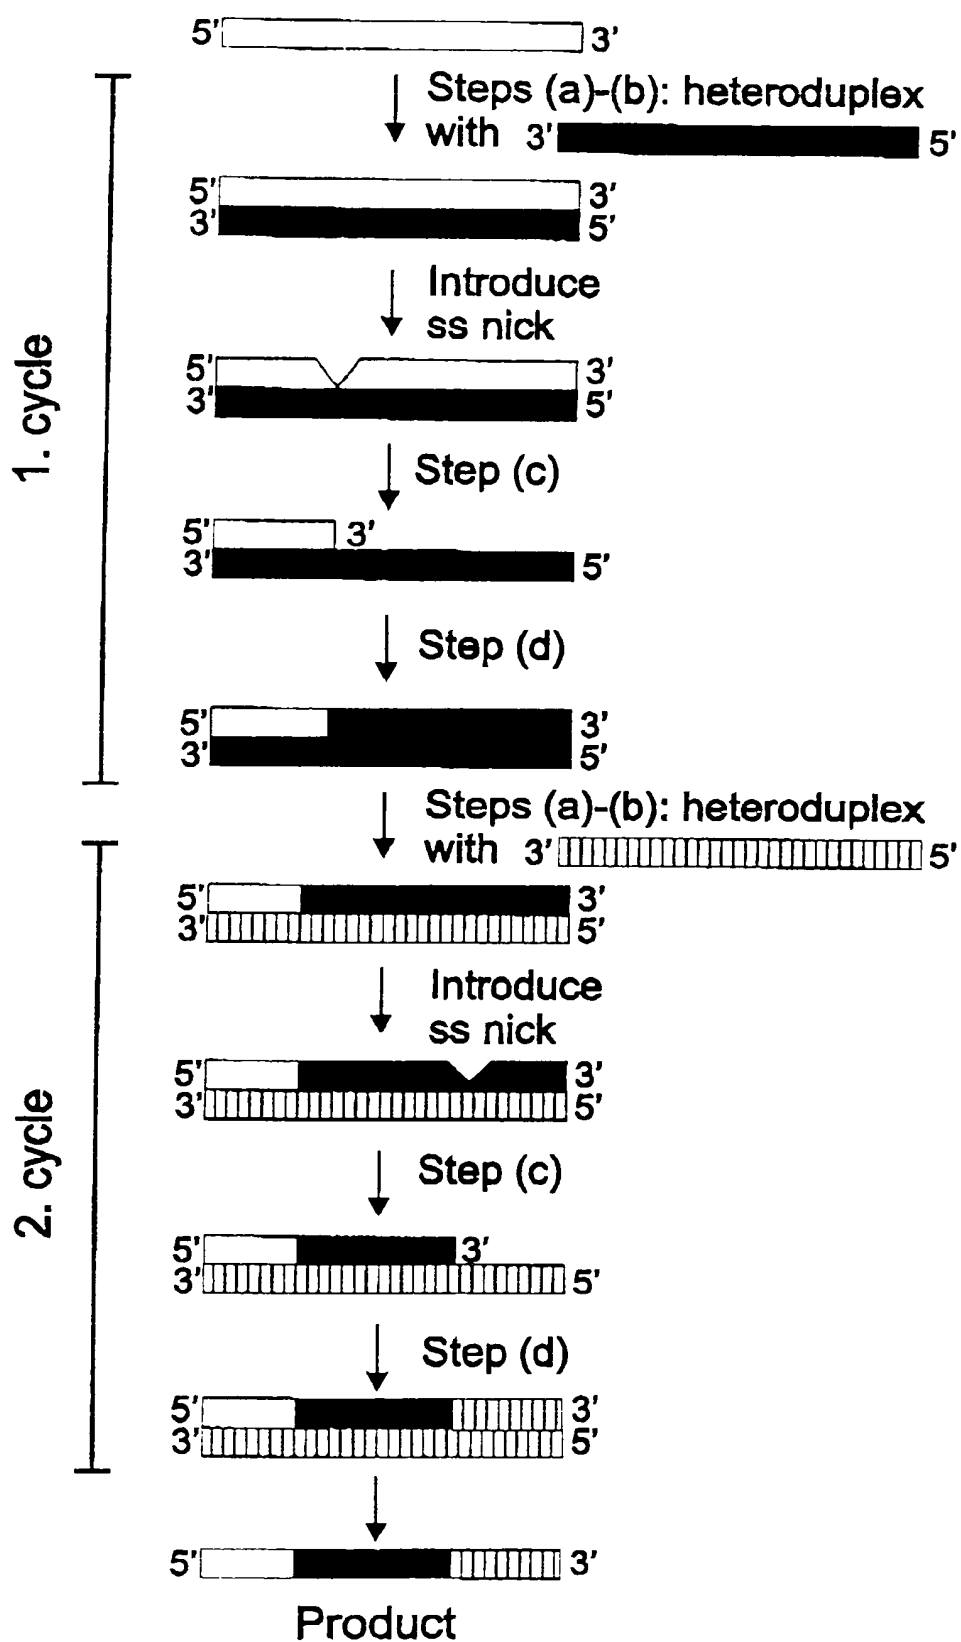 5' 3'
Steps (a)-(b): heteroduplex
with 3' 5'
5' 3'
3' 5'
Introduce
ss nick
5' 3'
3' 5'
1. cycle
Step (c)
5' 3'
3' 5'
Step (d)
5' 3'
3' 5'
Steps (a)-(b): heteroduplex
with 3' 5'
5' 3'
3' 5'
Introduce
ss nick
5' 3'
3' 5'
2. cycle
Step (c)
5' 3'
3' 5'
Step (d)
5' 3'
3' 5'
5' 3'
Product